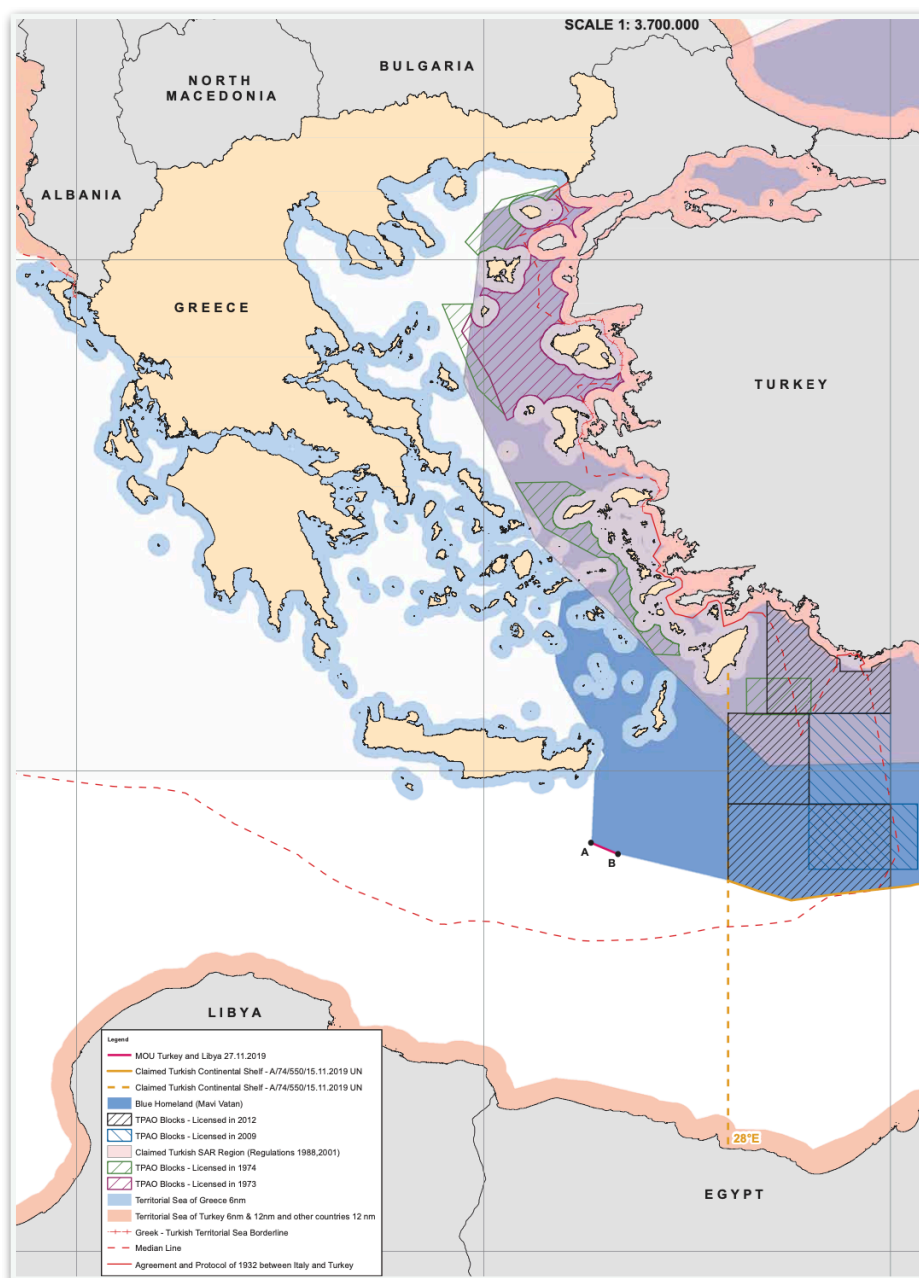 SCALE 1: 3.700.000
BULGARIA
NORTH
MACEDONIA
ALBANIA
GREECE
TURKEY
A
B
LIBYA
28°E
EGYPT
Legend
MOU Turkey and Libya 27.11.2019
Claimed Turkish Continental Shelf - A/74/550/15.11.2019 UN
Claimed Turkish Continental Shelf - A/74/550/15.11.2019 UN
Blue Homeland (Mavi Vatan)
TPAO Blocks - Licensed in 2012
TPAO Blocks - Licensed in 2009
Claimed Turkish SAR Region (Regulations 1988,2001)
TPAO Blocks - Licensed in 1974
TPAO Blocks - Licensed in 1973
Territorial Sea of Greece 6nm
Territorial Sea of Turkey 6nm & 12nm and other countries 12 nm
Greek - Turkish Territorial Sea Borderline
Median Line
Agreement and Protocol of 1932 between Italy and Turkey